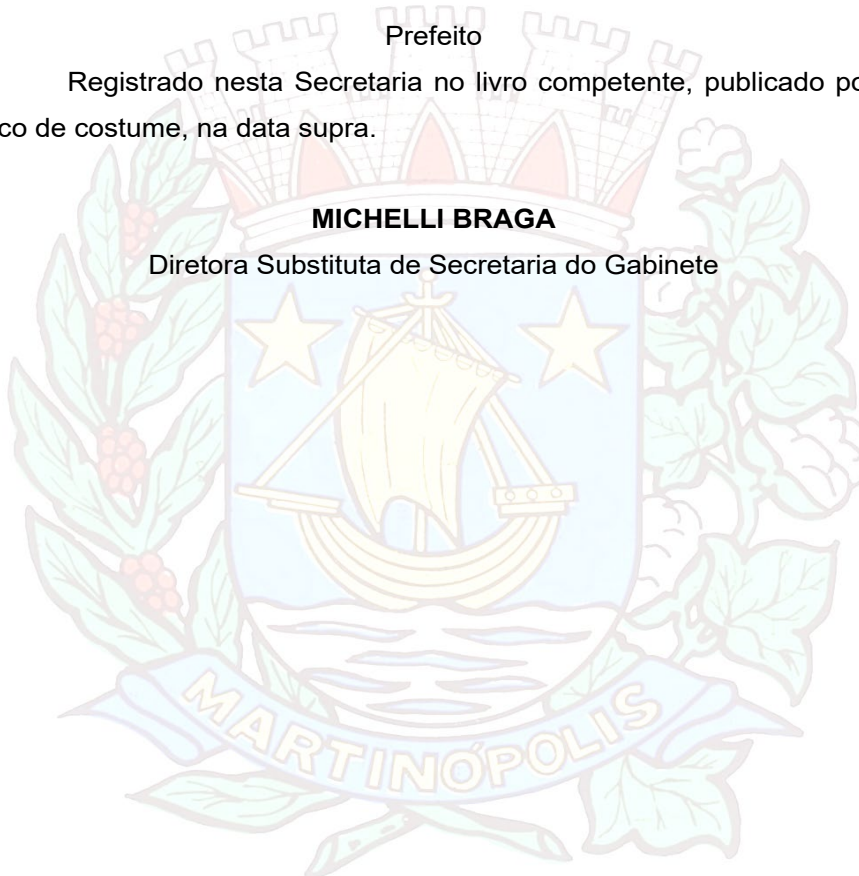 Prefeito
Registrado nesta Secretaria no livro competente, publicado po
co de costume, na data supra.
MICHELLI BRAGA
Diretora Substituta de Secretaria do Gabinete
MARTINÓPOLIS